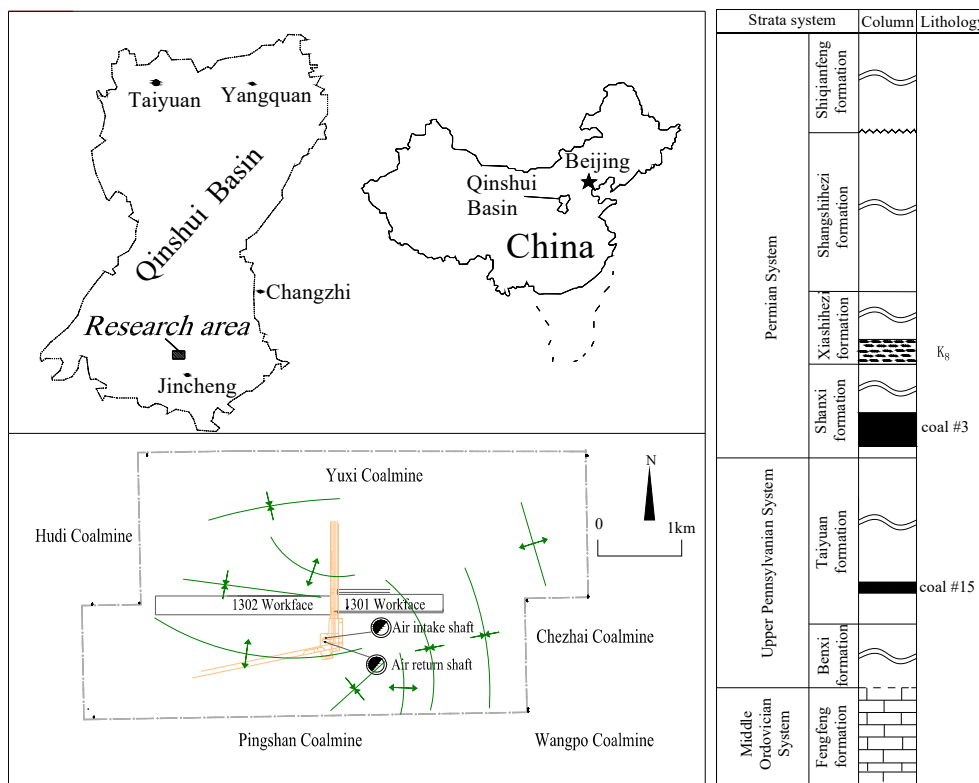 Taiyuan
Yangquan
Qinshui Basin
Changzhi
Research area
Jincheng
Beijing
Qinshui
Basin
China
Yuxi Coalmine
Hudi Coalmine
1302 Workface
1301 Workface
Air intake shaft
Air return shaft
Chezhai Coalmine
Pingshan Coalmine
Wangpo Coalmine
N
0
1km
Strata system
Column
Lithology
Permian System
Shiqianfeng
formation
Shangshihezi
formation
Xiashihezi
formation
K8
Shanxi
formation
coal #3
Upper Pennsylvanian System
Taiyuan
formation
coal #15
Benxi
formation
Middle
Ordovician
System
Fengfeng
formation